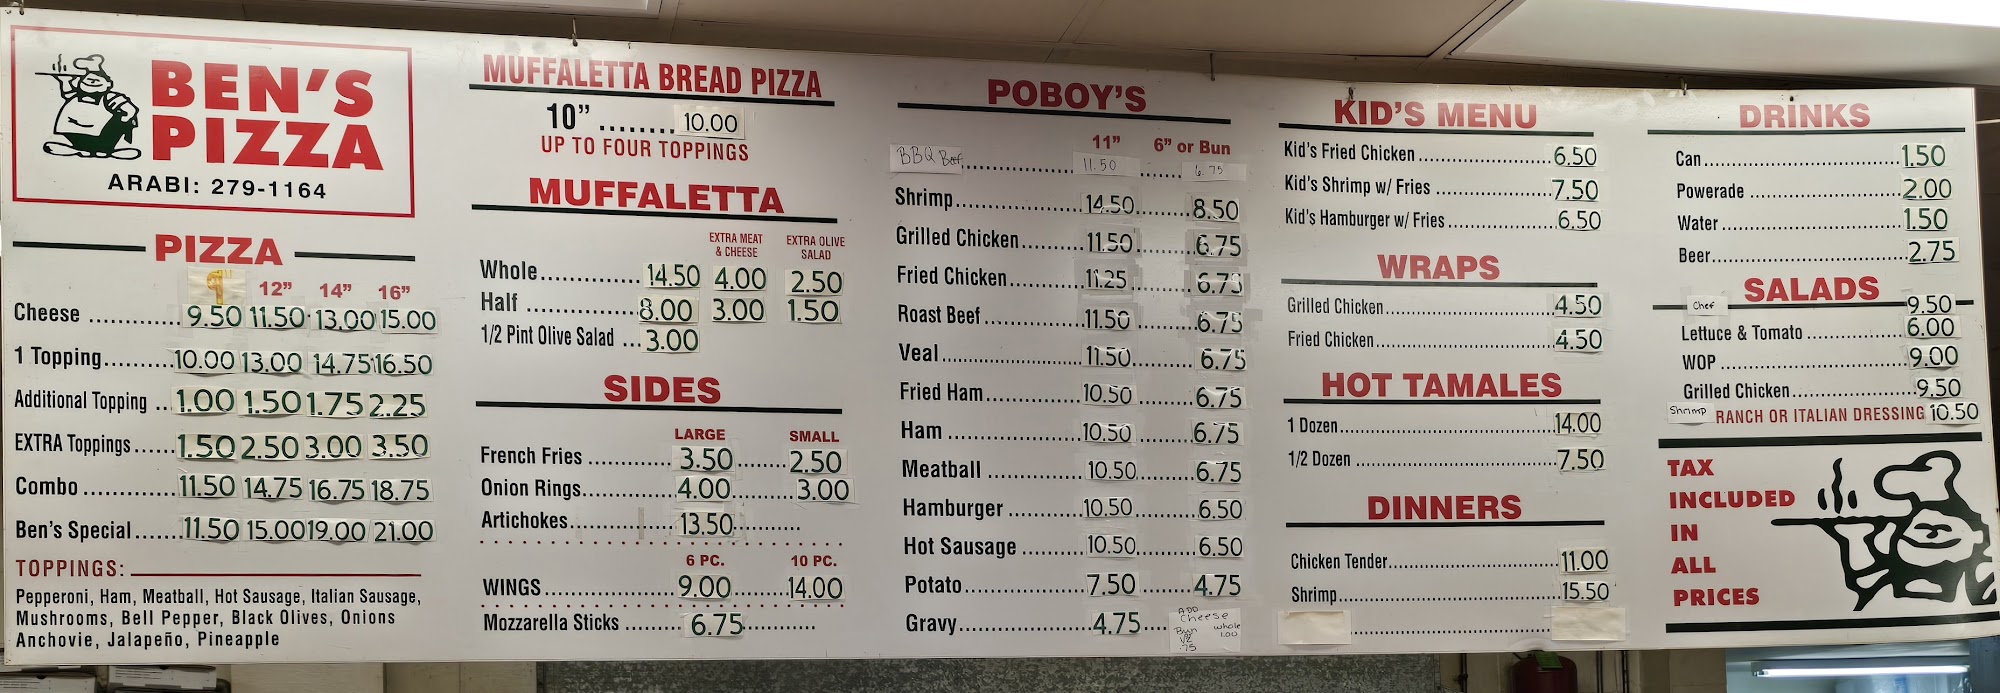 BEN'S
PIZZA
ARABI: 279-1164
PIZZA
9" 12" 14" 16"
Cheese ............ 9.50 11.50 13.00 15.00
1 Topping.......... 10.00 13.00 14.75 16.50
Additional Topping .. 1.00 1.50 1.75 2.25
EXTRA Toppings...... 1.50 2.50 3.00 3.50
Combo ............. 11.50 14.75 16.75 18.75
Ben's Special....... 11.50 15.00 19.00 21.00
TOPPINGS:
Pepperoni, Ham, Meatball, Hot Sausage, Italian Sausage,
Mushrooms, Bell Pepper, Black Olives, Onions
Anchovie, Jalapeño, Pineapple
MUFFALETTA BREAD PIZZA
10" ........ 10.00
UP TO FOUR TOPPINGS
MUFFALETTA
EXTRA MEAT EXTRA OLIVE
& CHEESE SALAD
Whole............. 14.50 4.00 2.50
Half .............. 8.00 3.00 1.50
1/2 Pint Olive Salad ... 3.00
SIDES
LARGE SMALL
French Fries ............ 3.50 ........ 2.50
Onion Rings............. 4.00 ......... 3.00
Artichokes............... 13.50 ..........
6 PC. 10 PC.
WINGS.................. 9.00 ........ 14.00
Mozzarella Sticks ......... 6.75 ............
POBOY'S
11" 6" or Bun
BBQ Beef .................. 11.50 ....... 6.75
Shrimp.................. 14.50 ........ 8.50
Grilled Chicken......... 11.50 ......... 6.75
Fried Chicken........... 11.25 ......... 6.75
Roast Beef.............. 11.50 ......... 6.75
Veal .................... 11.50 ......... 6.75
Fried Ham............... 10.50 ......... 6.75
Ham .................... 10.50 ......... 6.75
Meatball ............... 10.50 ......... 6.75
Hamburger ............. 10.50 ......... 6.50
Hot Sausage ........... 10.50 ......... 6.50
Potato................... 7.50 ......... 4.75
Gravy................... 4.75 ....
ADD
Cheese
Bun whole
1/2 1.00
.75
KID'S MENU
Kid's Fried Chicken ........................ 6.50
Kid's Shrimp w/ Fries ..................... 7.50
Kid's Hamburger w/ Fries................... 6.50
WRAPS
Grilled Chicken............................... 4.50
Fried Chicken................................. 4.50
HOT TAMALES
1 Dozen....................................... 14.00
1/2 Dozen .................................... 7.50
DINNERS
Chicken Tender................................ 11.00
Shrimp........................................ 15.50
DRINKS
Can........................................ 1.50
Powerade ................................ 2.00
Water ..................................... 1.50
Beer........................................ 2.75
SALADS
Chef 9.50
Lettuce & Tomato ................... 6.00
WOP .................................. 9.00
Grilled Chicken....................... 9.50
Shrimp RANCH OR ITALIAN DRESSING 10.50
TAX
INCLUDED
IN
ALL
PRICES